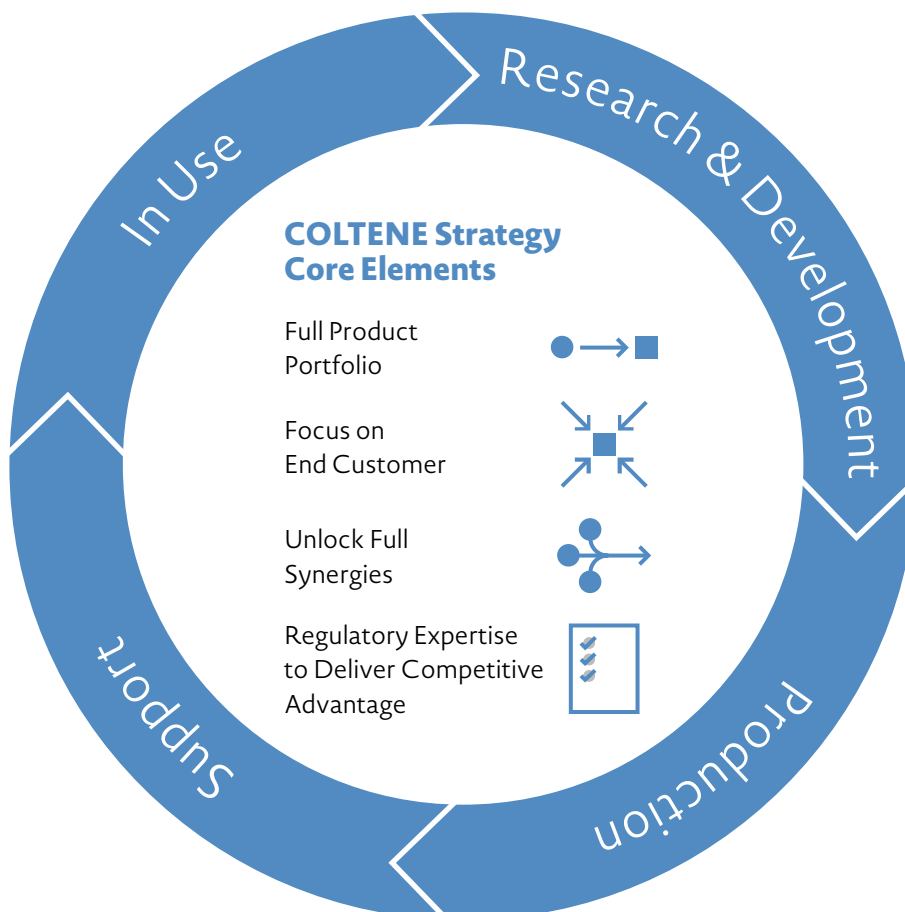 Research & Development
In Use
COLTENE Strategy
Core Elements
Full Product
Portfolio
Focus on
End Customer
Unlock Full
Synergies
Regulatory Expertise
to Deliver Competitive
Advantage
Support
Production